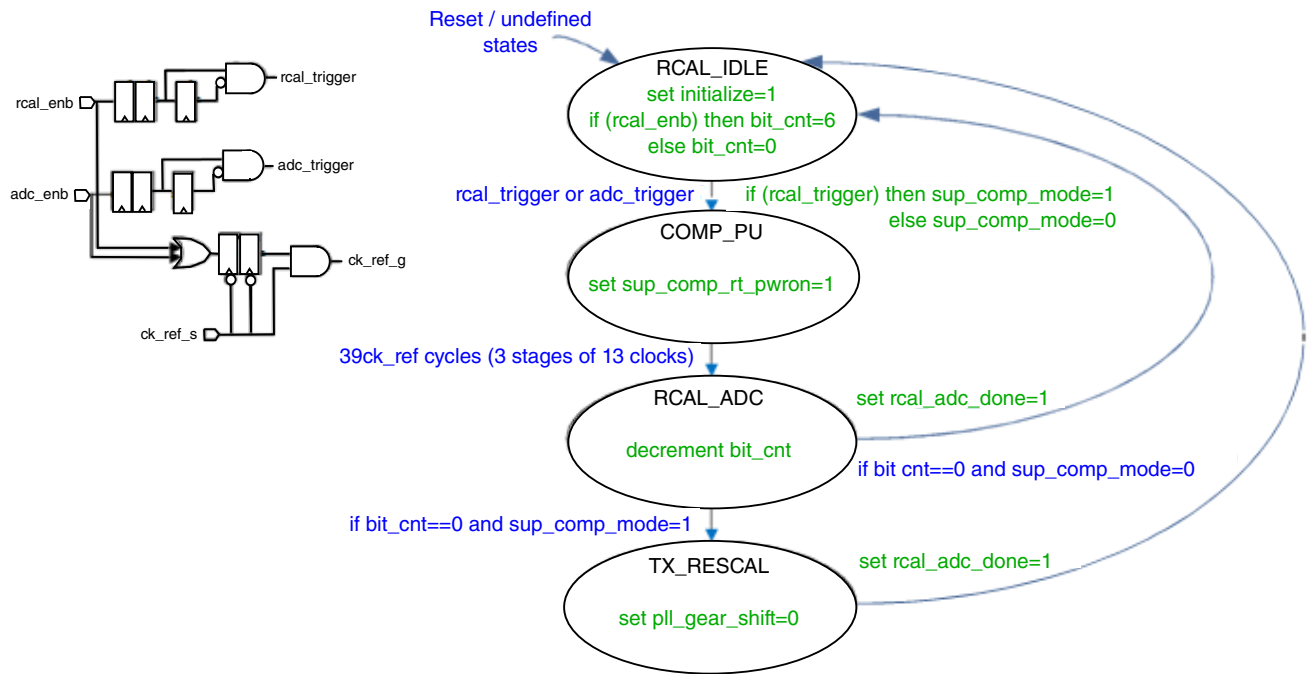 Reset / undefined
states
rcal_enb
rcal_trigger
adc_enb
adc_trigger
ck_ref_g
ck_ref_s
RCAL_IDLE
set initialize=1
if (rcal_enb) then bit_cnt=6
else bit_cnt=0
rcal_trigger or adc_trigger
if (rcal_trigger) then sup_comp_mode=1
else sup_comp_mode=0
COMP_PU
set sup_comp_rt_pwron=1
39ck_ref cycles (3 stages of 13 clocks)
RCAL_ADC
decrement bit_cnt
set rcal_adc_done=1
if bit cnt==0 and sup_comp_mode=0
if bit_cnt==0 and sup_comp_mode=1
TX_RESCAL
set pll_gear_shift=0
set rcal_adc_done=1